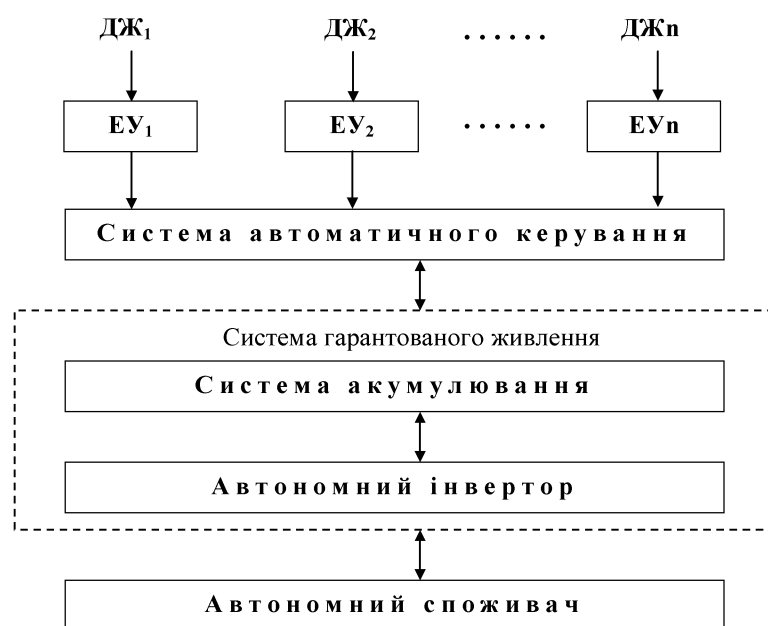 ДЖ₁ ДЖ₂ ...... ДЖn
ЕУ₁ ЕУ₂ ...... ЕУn
Система автоматичного керування
Система гарантованого живлення
Система акумулювання
Автономний інвертор
Автономний споживач